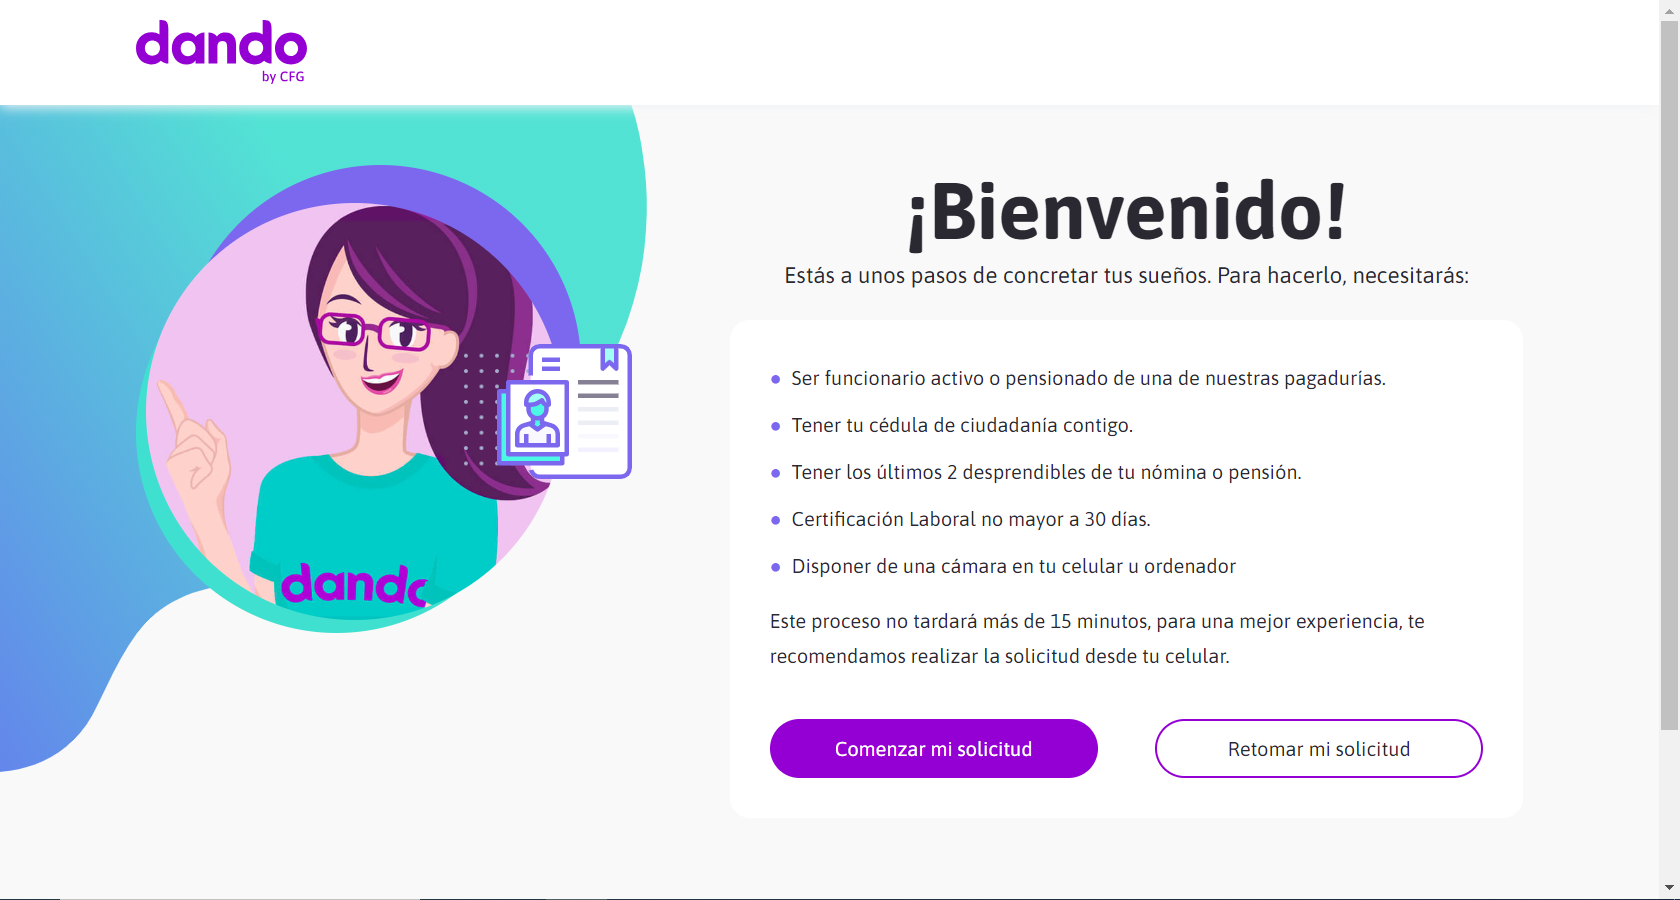 dando
by CFG
¡Bienvenido!
Estás a unos pasos de concretar tus sueños. Para hacerlo, necesitarás:
Ser funcionario activo o pensionado de una de nuestras pagadurías.
Tener tu cédula de ciudadanía contigo.
Tener los últimos 2 desprendibles de tu nómina o pensión.
Certificación Laboral no mayor a 30 días.
Disponer de una cámara en tu celular u ordenador
Este proceso no tardará más de 15 minutos, para una mejor experiencia, te
recomendamos realizar la solicitud desde tu celular.
Comenzar mi solicitud
Retomar mi solicitud
dando